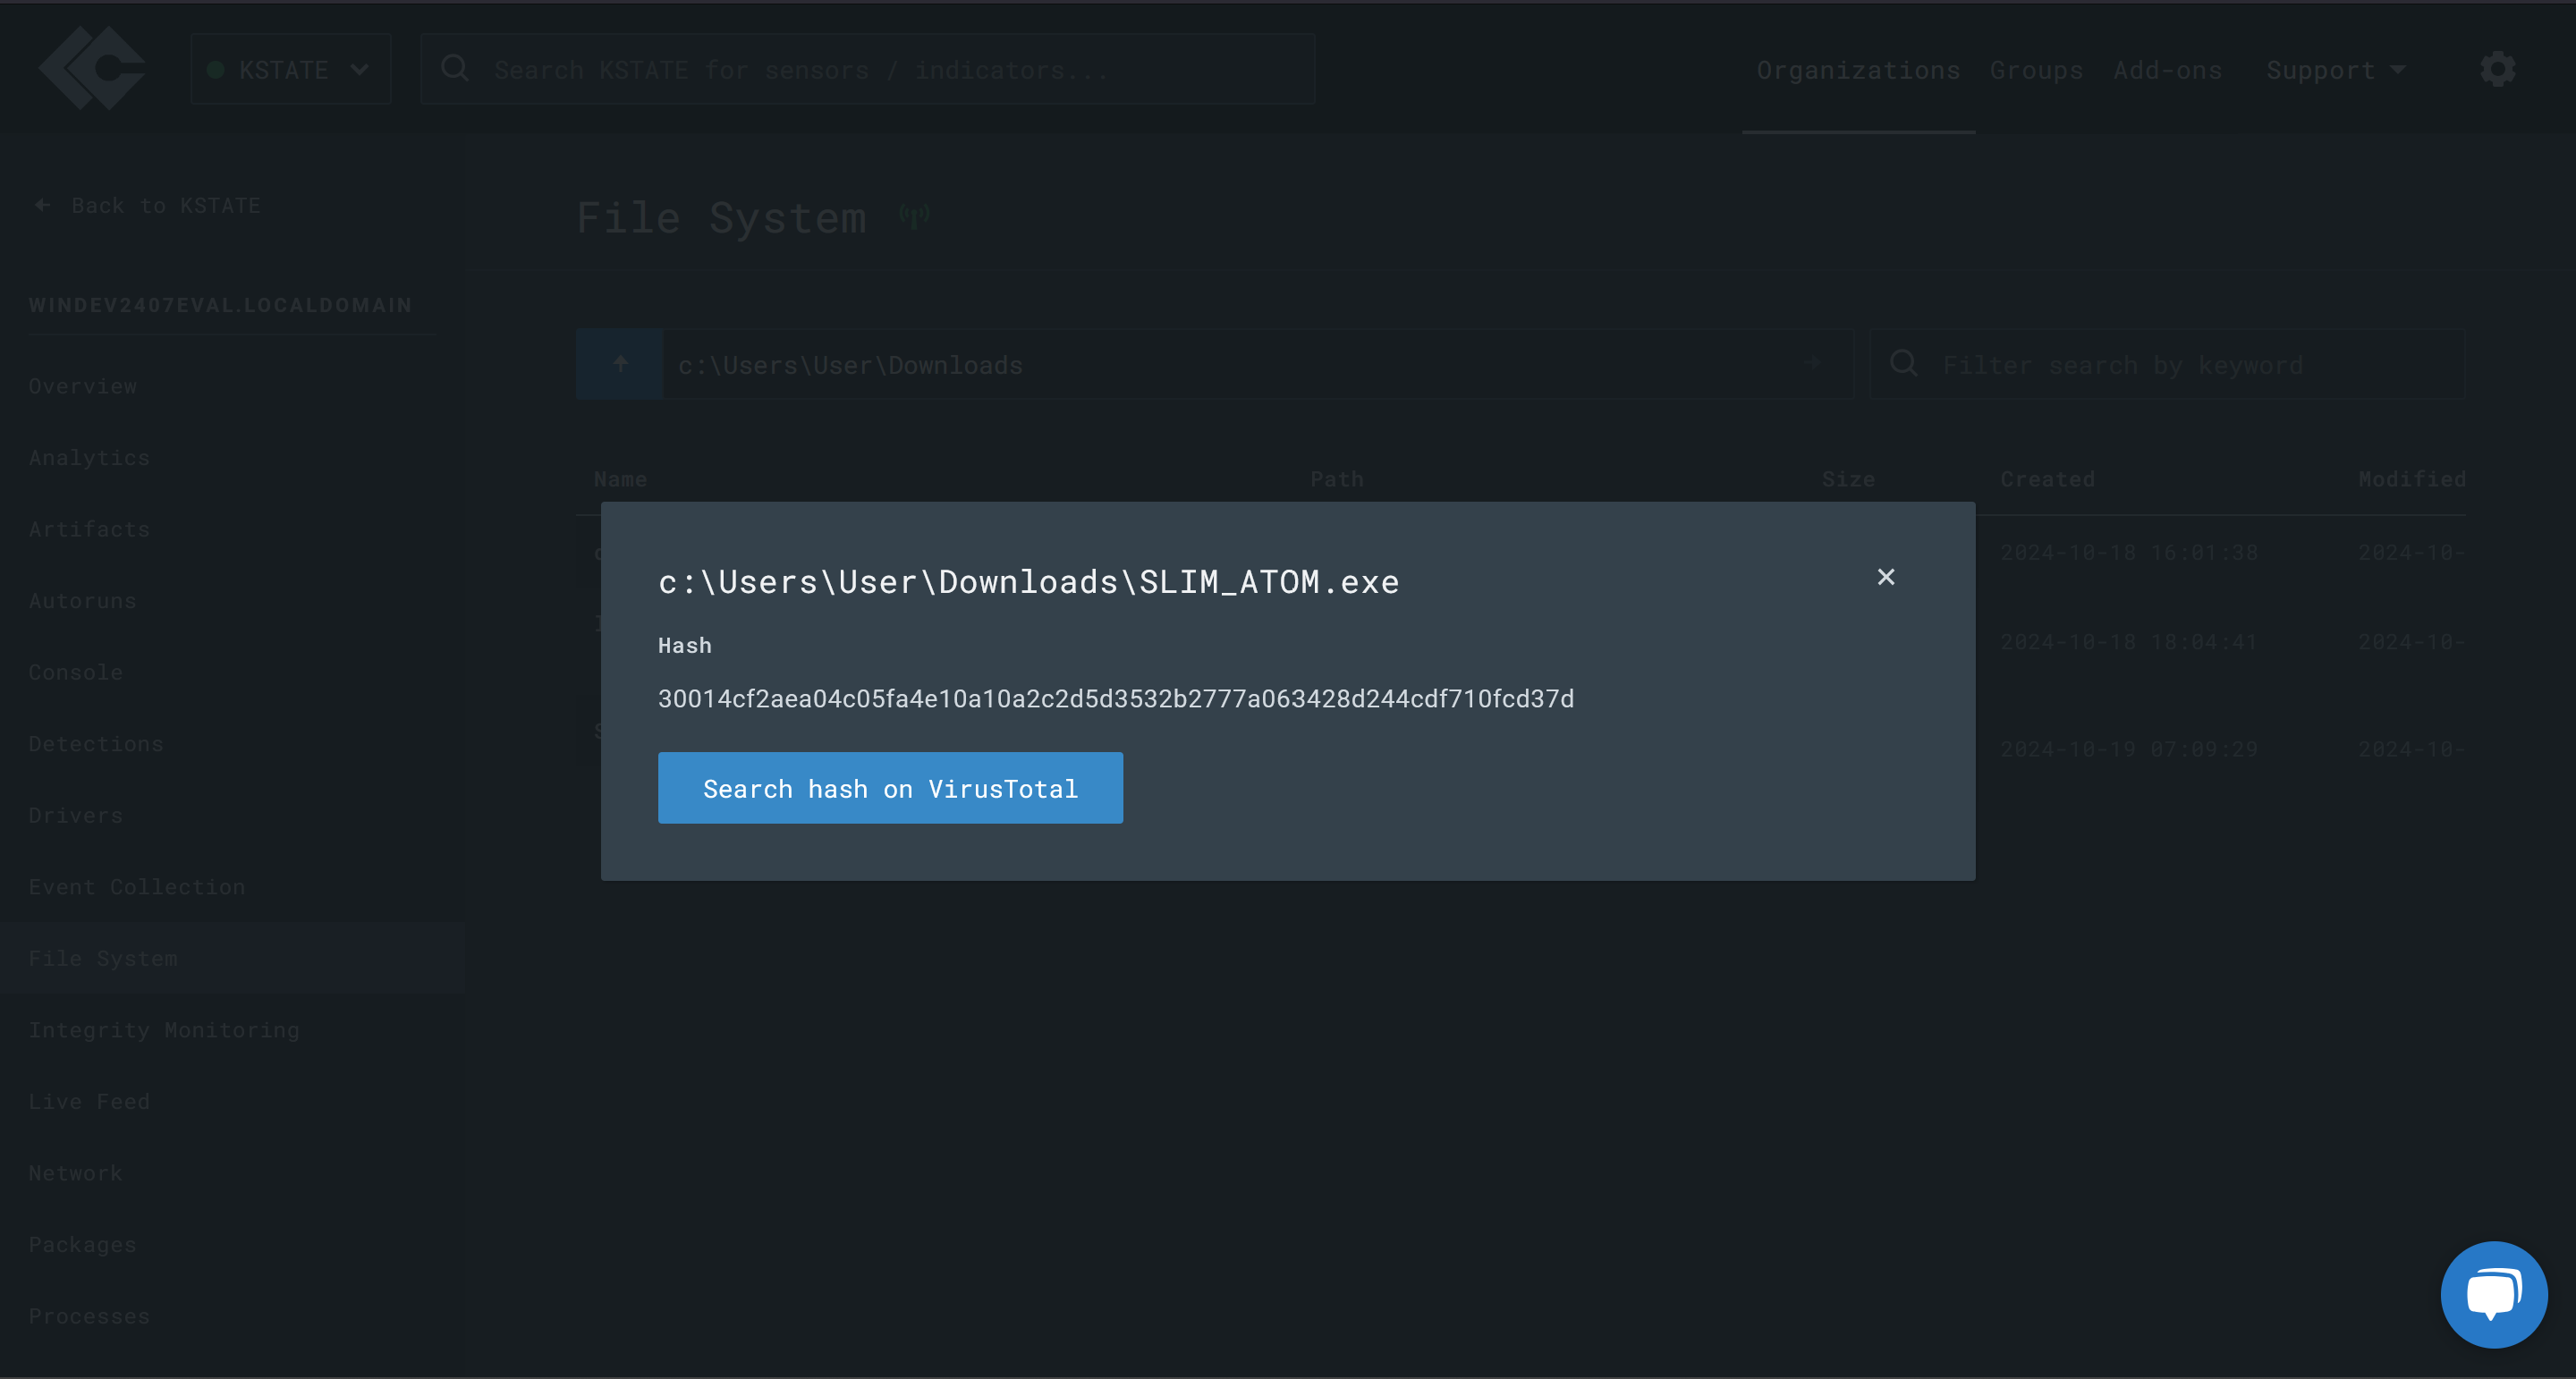 KSTATE
Search KSTATE for sensors / indicators...
Organizations
Groups
Add-ons
Support
Back to KSTATE
WINDEV2407EVAL.LOCALDOMAIN
Overview
Analytics
Artifacts
Autoruns
Console
Detections
Drivers
Event Collection
File System
Integrity Monitoring
Live Feed
Network
Packages
Processes
File System
c:\Users\User\Downloads
Filter search by keyword
Name Path Size Created Modified
2024-10-18 16:01:38 2024-10-
2024-10-18 18:04:41 2024-10-
2024-10-19 07:09:29 2024-10-
c:\Users\User\Downloads\SLIM_ATOM.exe
Hash
30014cf2aea04c05fa4e10a10a2c2d5d3532b2777a063428d244cdf710fcd37d
Search hash on VirusTotal